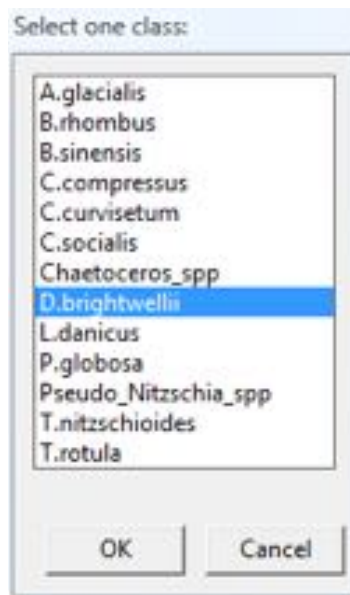 Select one class:
A.glacialis
B.rhombus
B.sinensis
C.compressus
C.curvisetum
C.socialis
Chaetoceros_spp
D.brightwellii
L.danicus
P.globosa
Pseudo_Nitzschia_spp
T.nitzschioides
T.rotula
OK Cancel